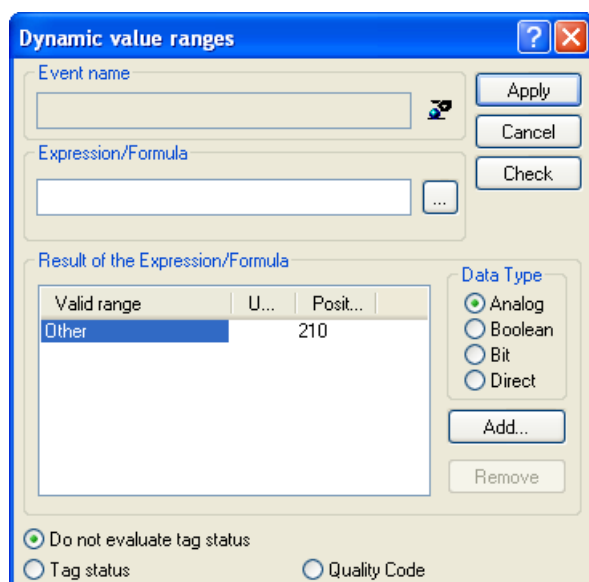 Dynamic value ranges
Event name
Apply
Cancel
Expression/Formula
Check
...
Result of the Expression/Formula
Data Type
Valid range U... Posit...
Other 210
Analog
Boolean
Bit
Direct
Add...
Remove
Do not evaluate tag status
Tag status Quality Code